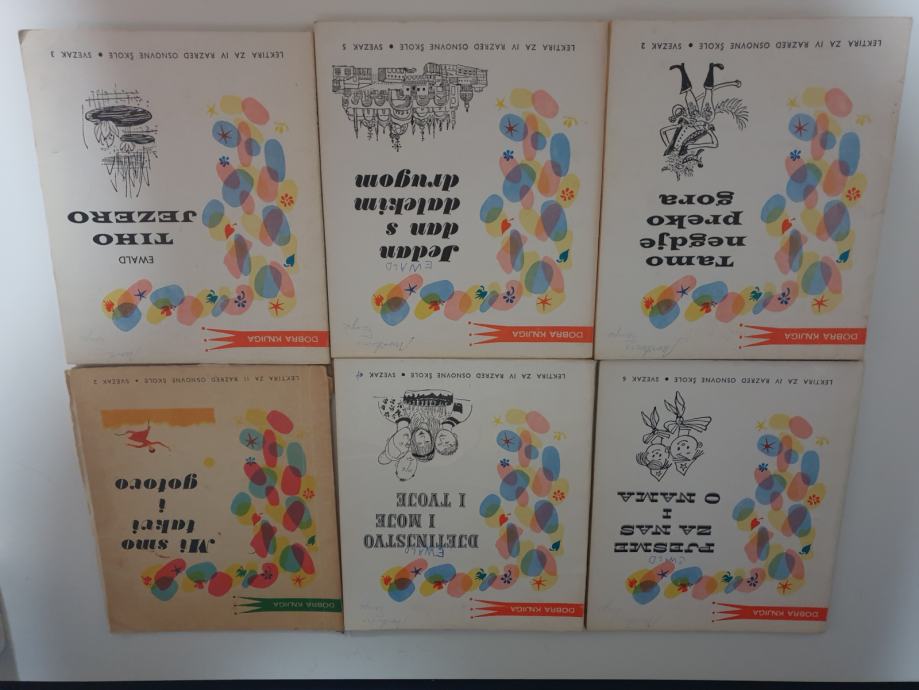 DOBRA KNJIGA
EWALD
PJESME
ZA NAS
I
O NAMA
LEKTIRA ZA IV RAZRED OSNOVNE ŠKOLE • SVEZAK 6
DOBRA KNJIGA
EWALD
DJETINJSTVO
I MOJE
I TVOJE
LEKTIRA ZA IV RAZRED OSNOVNE ŠKOLE • SVEZAK
DOBRA KNJIGA
Mi smo
takvi
i
gotovo
LEKTIRA ZA II RAZRED OSNOVNE ŠKOLE • SVEZAK 2
DOBRA KNJIGA
Tamo
negdje
preko
gora
LEKTIRA ZA IV RAZRED OSNOVNE ŠKOLE • SVEZAK 2
DOBRA KNJIGA
EWALD
Jedan
dan s
dalekim
drugom
LEKTIRA ZA IV RAZRED OSNOVNE ŠKOLE • SVEZAK 5
DOBRA KNJIGA
EWALD
TIHO
JEZERO
LEKTIRA ZA IV RAZRED OSNOVNE ŠKOLE • SVEZAK 3